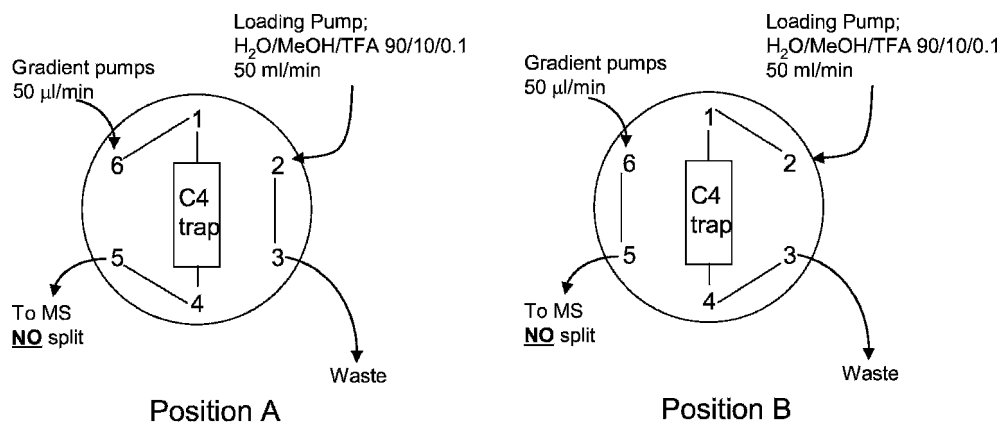 Loading Pump;
H2O/MeOH/TFA 90/10/0.1
50 ml/min
Gradient pumps
50 µl/min
1
6
2
C4
trap
5
3
4
To MS
NO split
Waste
Position A
Loading Pump;
H2O/MeOH/TFA 90/10/0.1
50 ml/min
Gradient pumps
50 µl/min
1
6
2
C4
trap
5
3
4
To MS
NO split
Waste
Position B